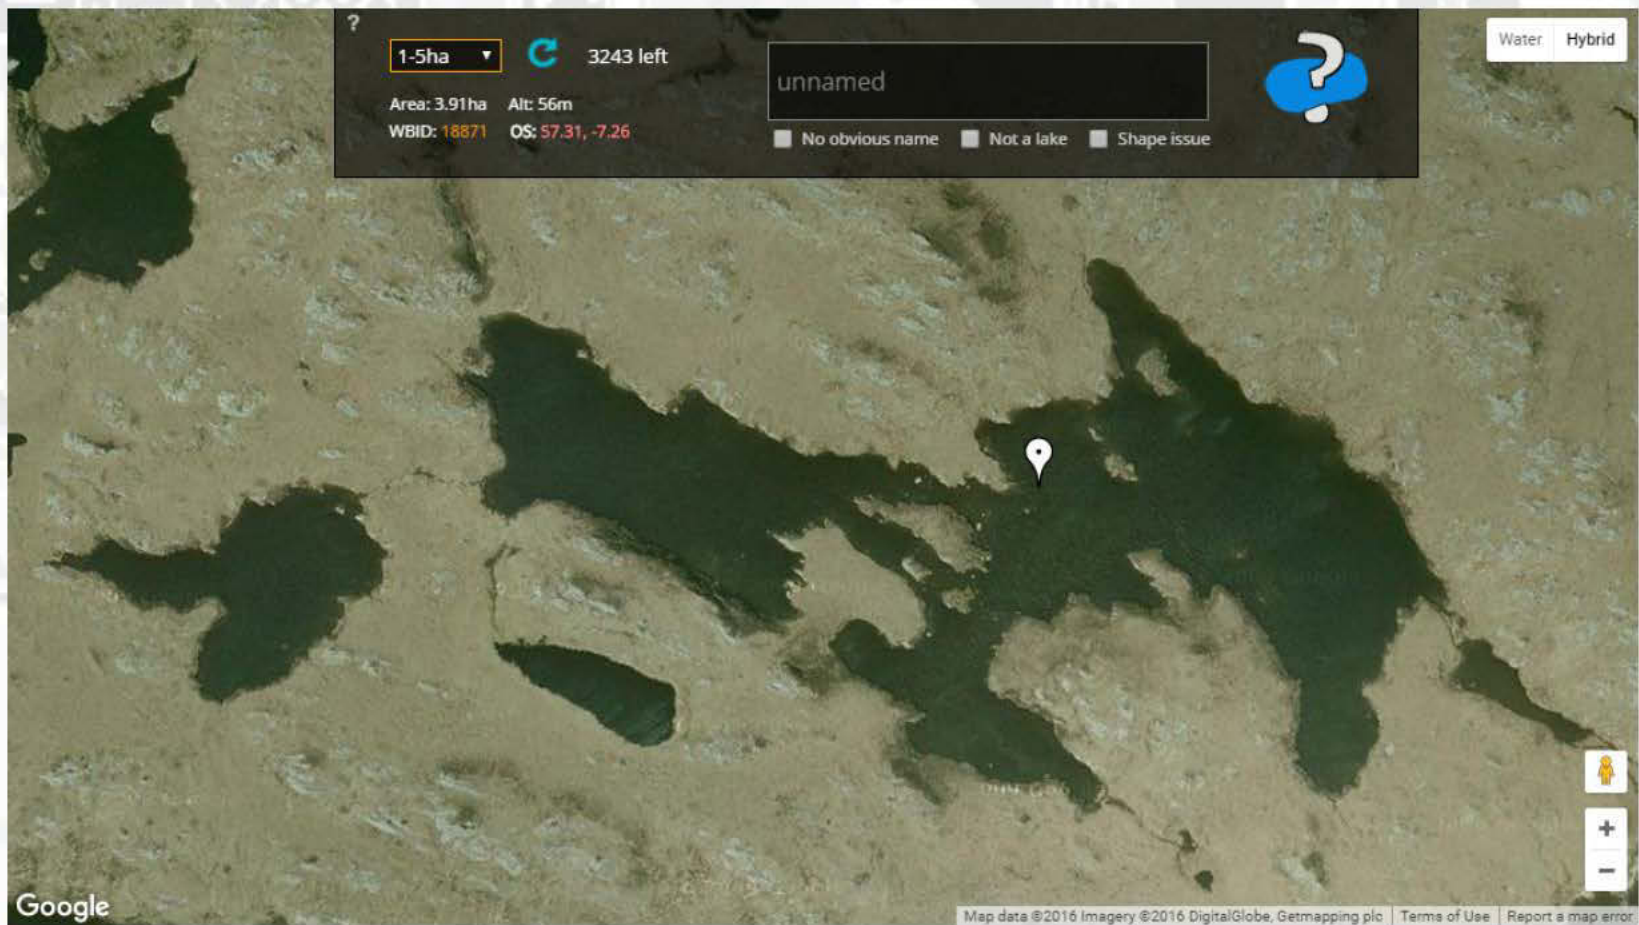 ?
1-5ha ▼ 3243 left
unnamed
Area: 3.91ha Alt: 56m
WBID: 18871 OS: 57.31, -7.26
No obvious name Not a lake Shape issue
Water Hybrid
+
−
Google
Map data ©2016 Imagery ©2016 DigitalGlobe, Getmapping plc Terms of Use Report a map error